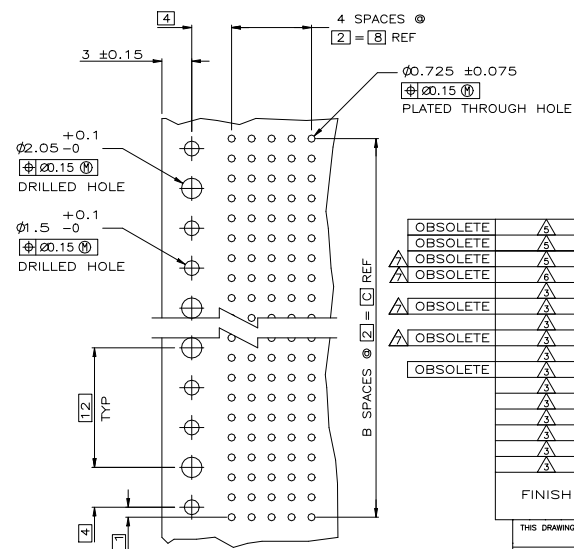 4
4 SPACES @
2 = 8 REF
3 ±0.15
Ø0.725 ±0.075
⌖ Ø0.15 Ⓜ
PLATED THROUGH HOLE
+0.1
Ø2.05 -0
⌖ Ø0.15 Ⓜ
DRILLED HOLE
+0.1
Ø1.5 -0
⌖ Ø0.15 Ⓜ
DRILLED HOLE
B SPACES @ 2 = C REF
12 TYP
4
1
OBSOLETE 5
OBSOLETE 5
7 OBSOLETE 5
7 OBSOLETE 6
3
7 OBSOLETE 3
3
7 OBSOLETE 3
3
OBSOLETE 3
3
3
3
3
3
3
FINISH
THIS DRAWING